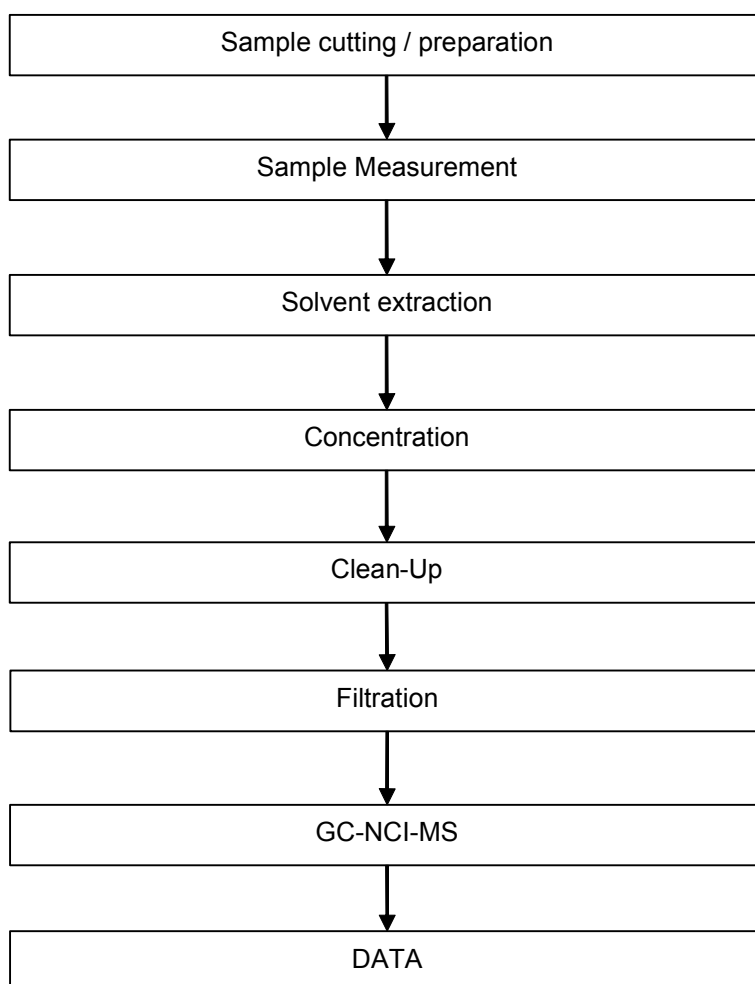 Sample cutting / preparation
Sample Measurement
Solvent extraction
Concentration
Clean-Up
Filtration
GC-NCI-MS
DATA